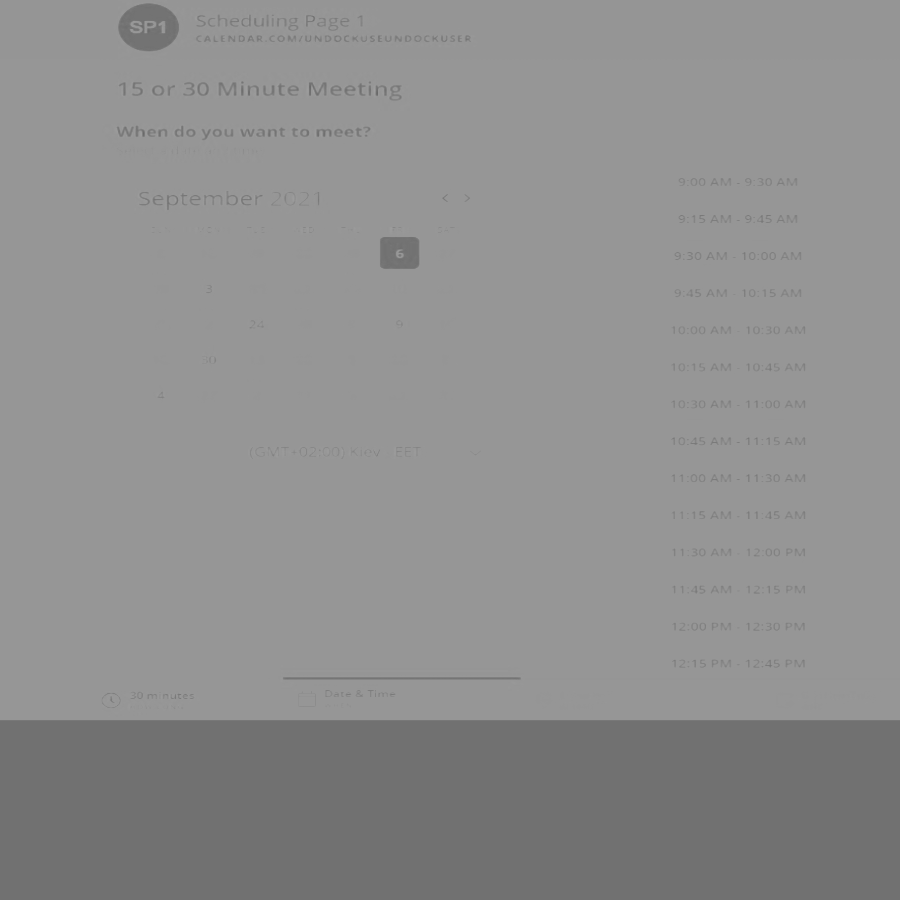 SP1
Scheduling Page 1
CALENDAR.COM/UNDOCKUSEUNDOCKUSER
15 or 30 Minute Meeting
When do you want to meet?
September 2021
< >
6
3
24 9
30
4
(GMT+02:00) Kiev EET
9:00 AM - 9:30 AM
9:15 AM - 9:45 AM
9:30 AM - 10:00 AM
9:45 AM - 10:15 AM
10:00 AM - 10:30 AM
10:15 AM - 10:45 AM
10:30 AM - 11:00 AM
10:45 AM - 11:15 AM
11:00 AM - 11:30 AM
11:15 AM - 11:45 AM
11:30 AM - 12:00 PM
11:45 AM - 12:15 PM
12:00 PM - 12:30 PM
12:15 PM - 12:45 PM
30 minutes
Date & Time